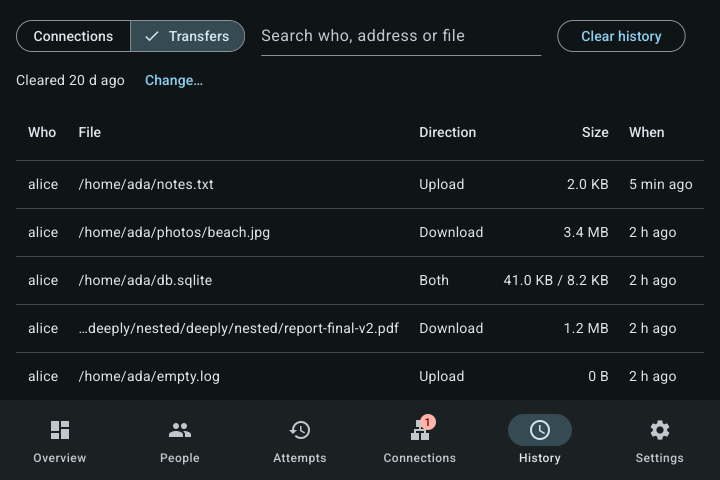 Connections Transfers Search who, address or file Clear history
Cleared 20 d ago Change…
Who File Direction Size When
alice /home/ada/notes.txt Upload 2.0 KB 5 min ago
alice /home/ada/photos/beach.jpg Download 3.4 MB 2 h ago
alice /home/ada/db.sqlite Both 41.0 KB / 8.2 KB 2 h ago
alice …deeply/nested/deeply/nested/report-final-v2.pdf Download 1.2 MB 2 h ago
alice /home/ada/empty.log Upload 0 B 2 h ago
1
Overview People Attempts Connections History Settings